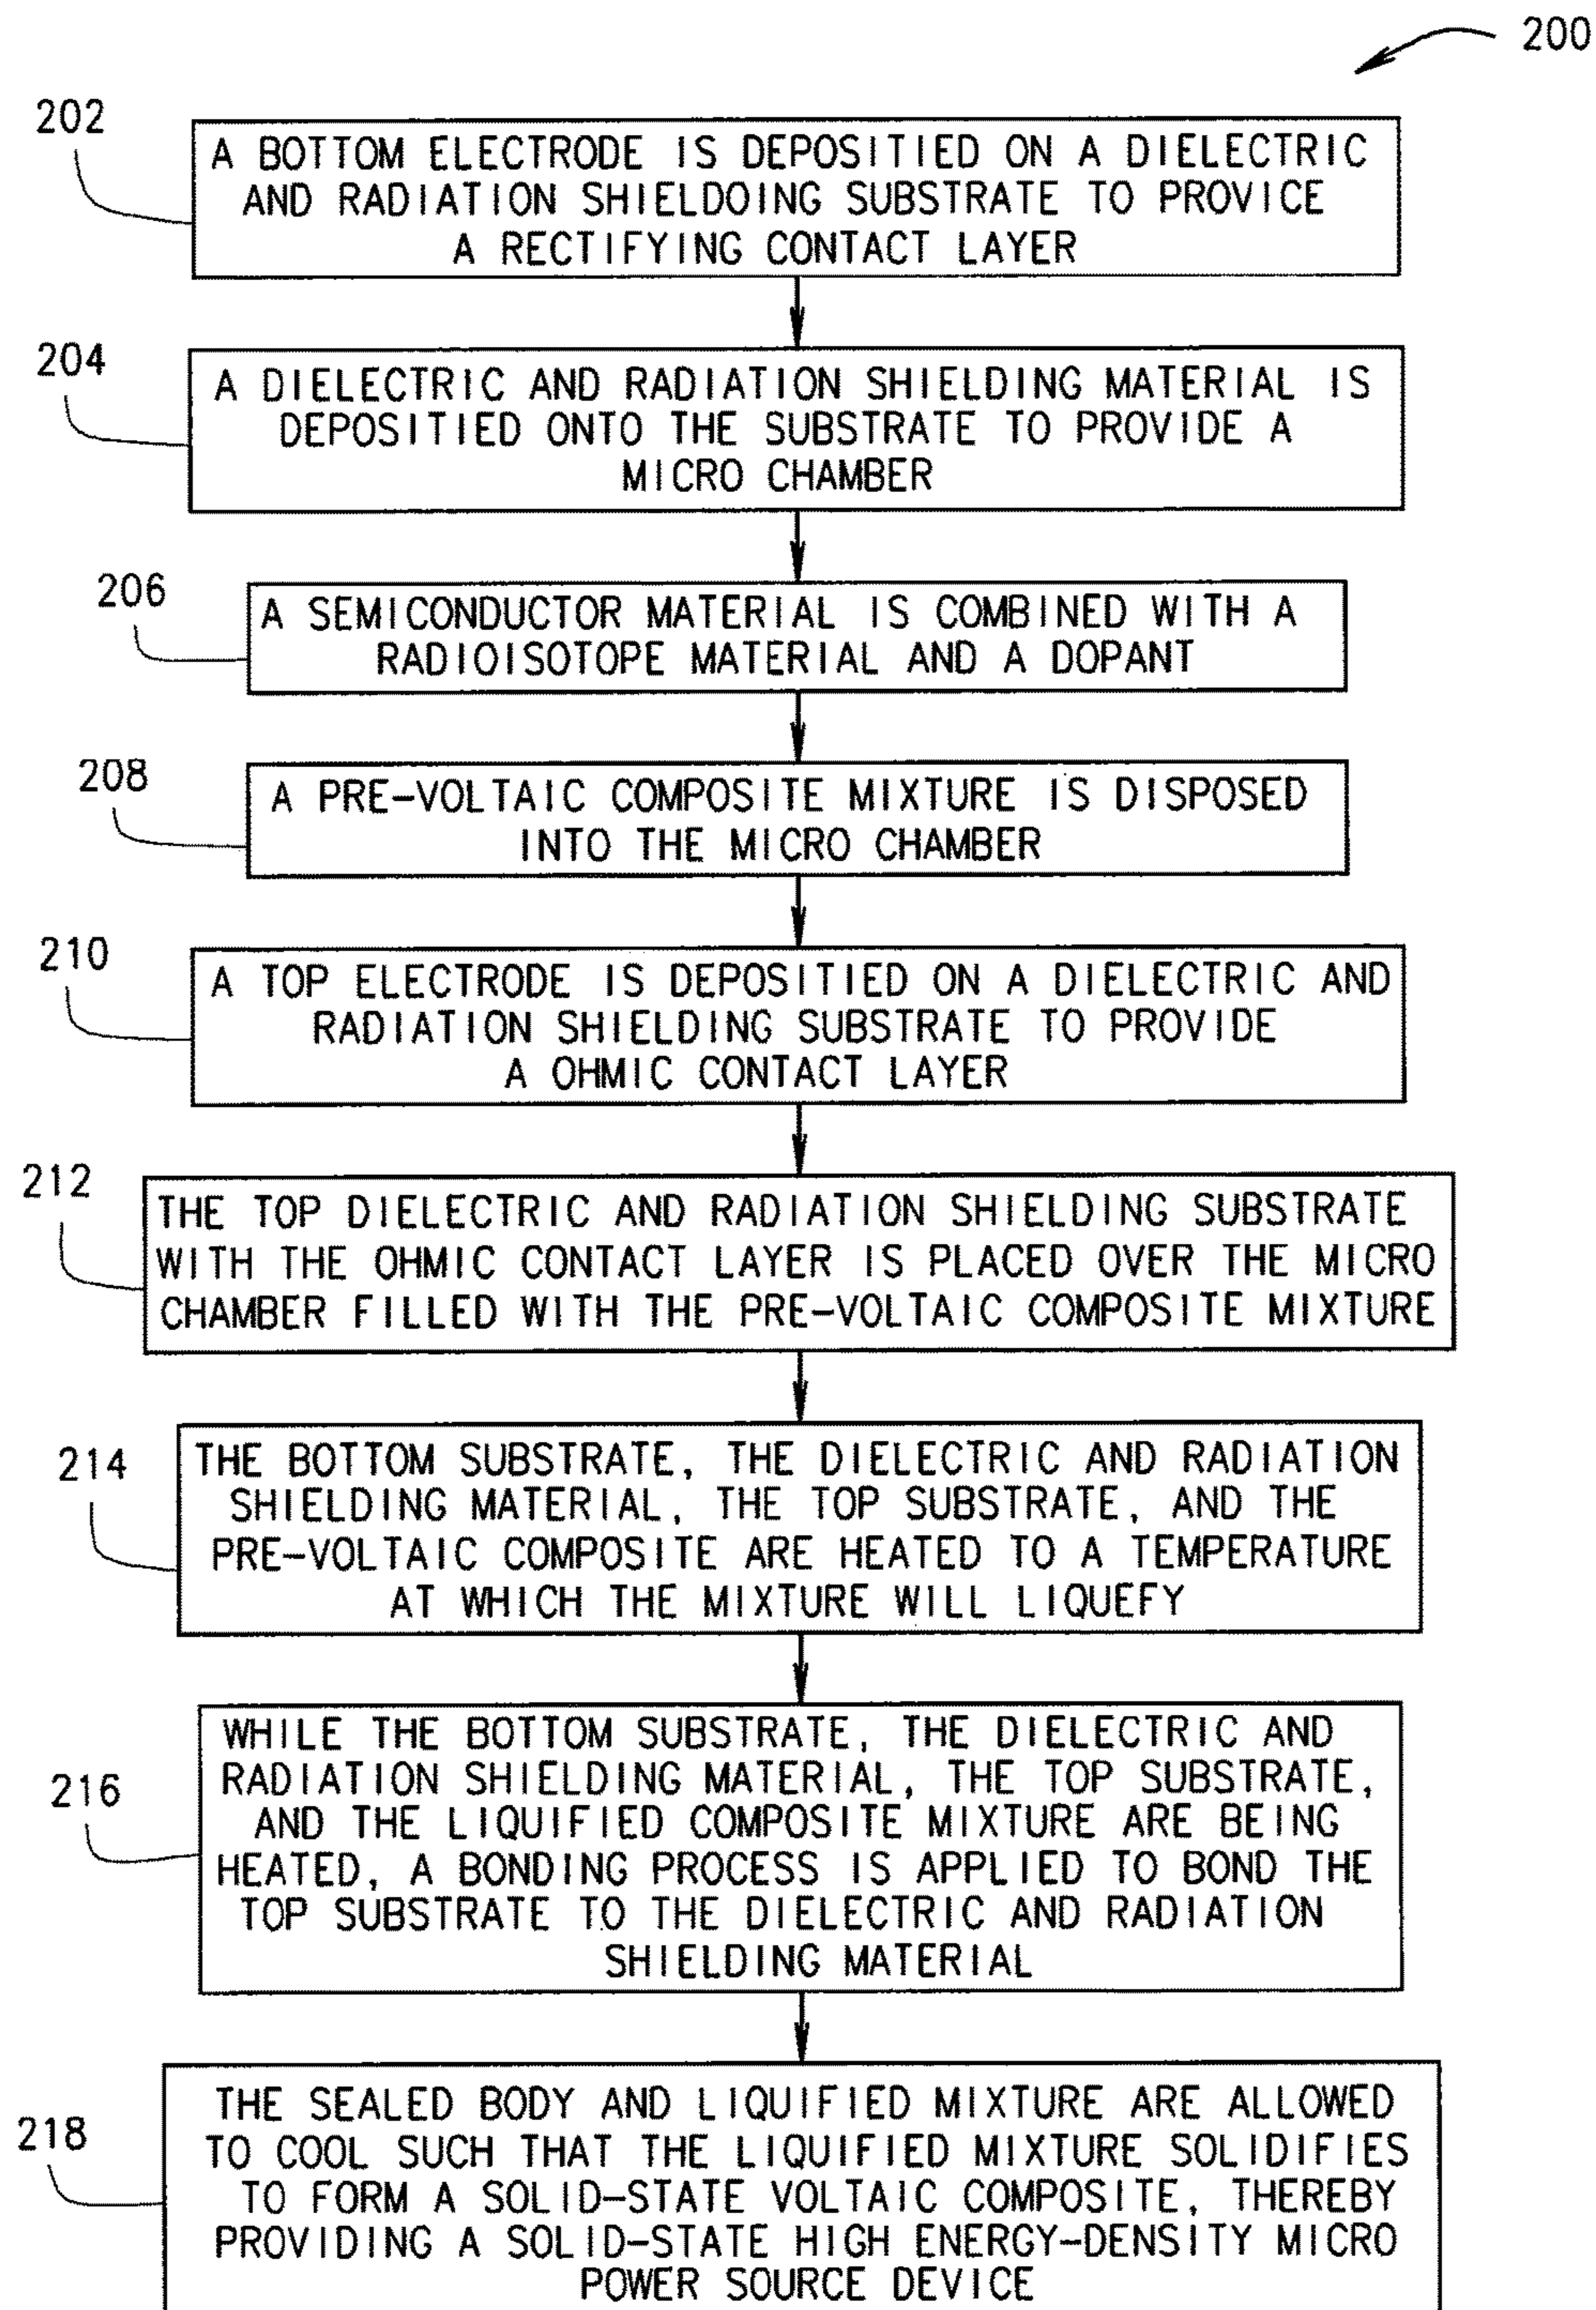 200
202
A BOTTOM ELECTRODE IS DEPOSITIED ON A DIELECTRIC
AND RADIATION SHIELDOING SUBSTRATE TO PROVICE
A RECTIFYING CONTACT LAYER
204
A DIELECTRIC AND RADIATION SHIELDING MATERIAL IS
DEPOSITIED ONTO THE SUBSTRATE TO PROVIDE A
MICRO CHAMBER
206
A SEMICONDUCTOR MATERIAL IS COMBINED WITH A
RADIOISOTOPE MATERIAL AND A DOPANT
208
A PRE-VOLTAIC COMPOSITE MIXTURE IS DISPOSED
INTO THE MICRO CHAMBER
210
A TOP ELECTRODE IS DEPOSITIED ON A DIELECTRIC AND
RADIATION SHIELDING SUBSTRATE TO PROVIDE
A OHMIC CONTACT LAYER
212
THE TOP DIELECTRIC AND RADIATION SHIELDING SUBSTRATE
WITH THE OHMIC CONTACT LAYER IS PLACED OVER THE MICRO
CHAMBER FILLED WITH THE PRE-VOLTAIC COMPOSITE MIXTURE
214
THE BOTTOM SUBSTRATE, THE DIELECTRIC AND RADIATION
SHIELDING MATERIAL, THE TOP SUBSTRATE, AND THE
PRE-VOLTAIC COMPOSITE ARE HEATED TO A TEMPERATURE
AT WHICH THE MIXTURE WILL LIQUEFY
216
WHILE THE BOTTOM SUBSTRATE, THE DIELECTRIC AND
RADIATION SHIELDING MATERIAL, THE TOP SUBSTRATE,
AND THE LIQUIFIED COMPOSITE MIXTURE ARE BEING
HEATED, A BONDING PROCESS IS APPLIED TO BOND THE
TOP SUBSTRATE TO THE DIELECTRIC AND RADIATION
SHIELDING MATERIAL
218
THE SEALED BODY AND LIQUIFIED MIXTURE ARE ALLOWED
TO COOL SUCH THAT THE LIQUIFIED MIXTURE SOLIDIFIES
TO FORM A SOLID-STATE VOLTAIC COMPOSITE, THEREBY
PROVIDING A SOLID-STATE HIGH ENERGY-DENSITY MICRO
POWER SOURCE DEVICE